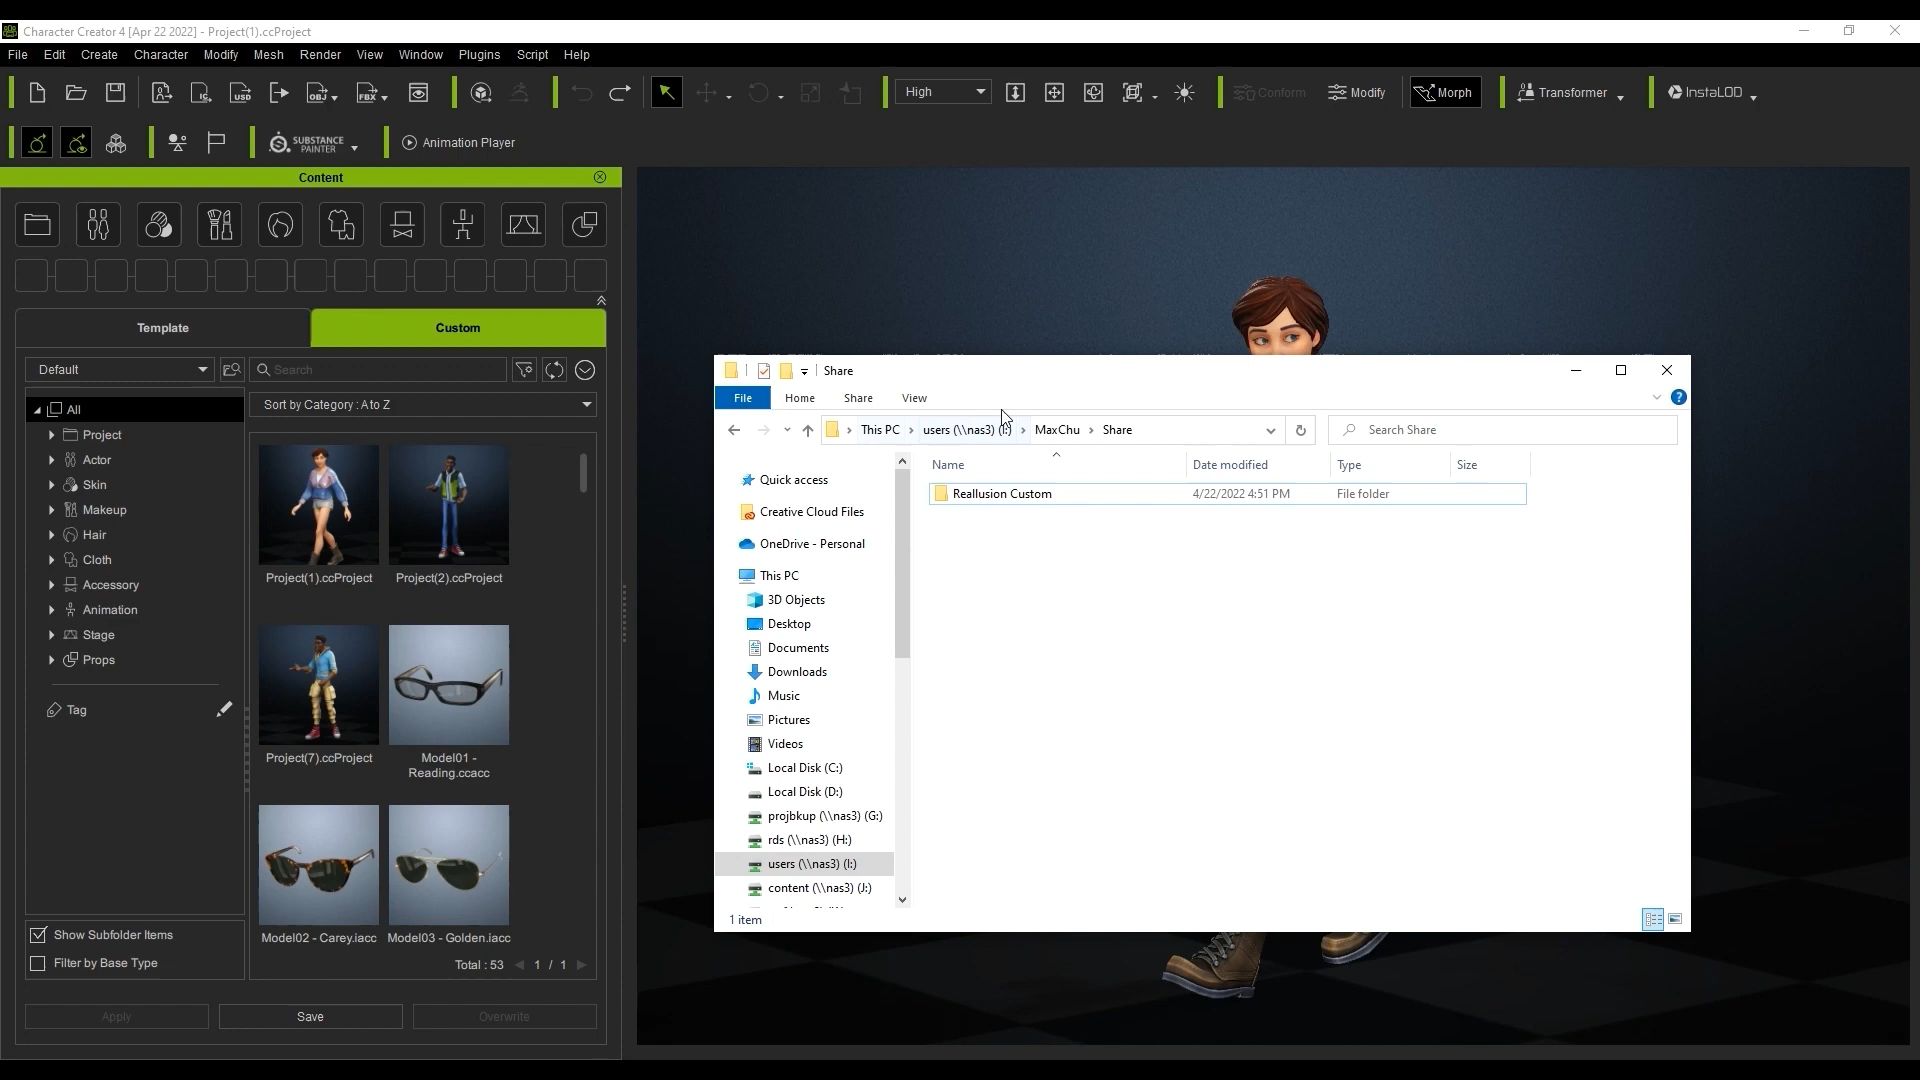 Character Creator 4 [Apr 22 2022] - Project(1).ccProject
File Edit Create Character Modify Mesh Render View Window Plugins Script Help
iC USD OBJ FBX High Conform Modify Morph Transformer InstaLOD
SUBSTANCE PAINTER Animation Player
Content
Template Custom
Default Search
Sort by Category : A to Z
All
Project
Actor
Skin
Makeup
Hair
Cloth
Accessory
Animation
Stage
Props
Tag
Show Subfolder Items
Filter by Base Type
Project(1).ccProject Project(2).ccProject
Project(7).ccProject Model01 - Reading.ccacc
Model02 - Carey.iacc Model03 - Golden.iacc
Total : 53 1 / 1
Apply Save Overwrite
Share
File Home Share View
This PC users (\\nas3) (I:) MaxChu Share Search Share
Name Date modified Type Size
Reallusion Custom 4/22/2022 4:51 PM File folder
Quick access
Creative Cloud Files
OneDrive - Personal
This PC
3D Objects
Desktop
Documents
Downloads
Music
Pictures
Videos
Local Disk (C:)
Local Disk (D:)
projbkup (\\nas3) (G:)
rds (\\nas3) (H:)
users (\\nas3) (I:)
content (\\nas3) (J:)
1 item